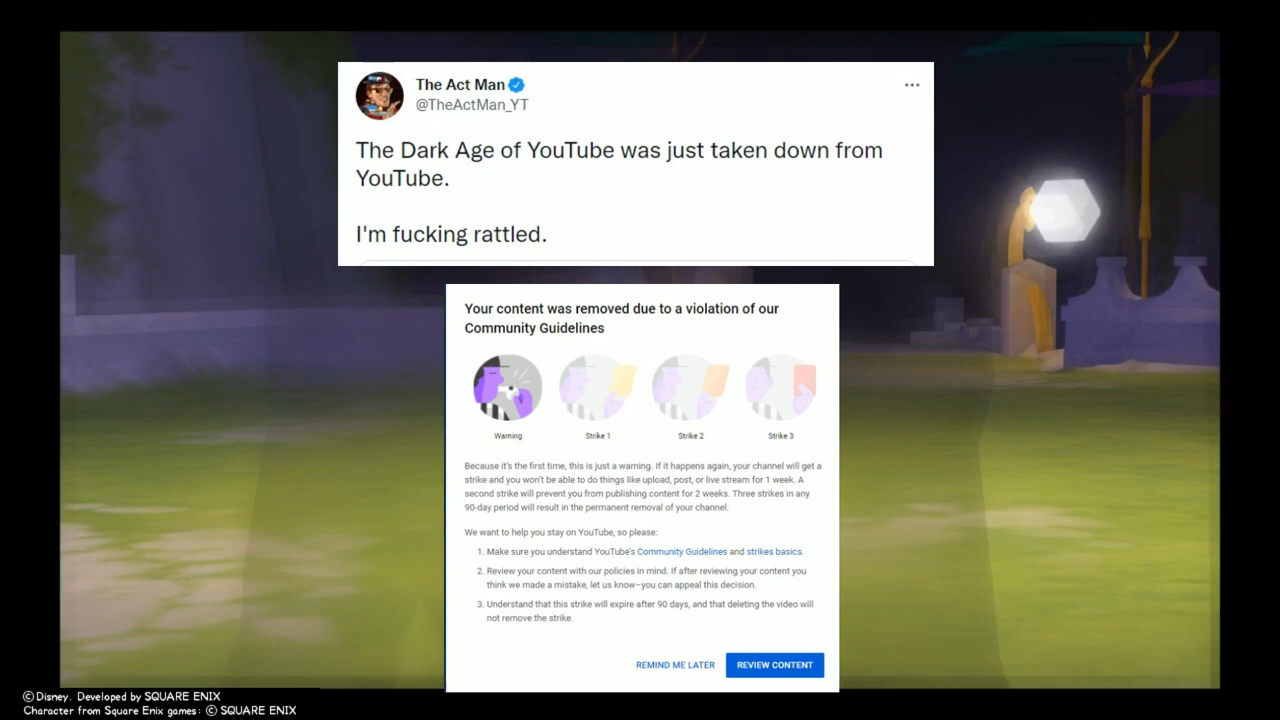 The Act Man
@TheActMan_YT
The Dark Age of YouTube was just taken down from
YouTube.
I'm fucking rattled.
Your content was removed due to a violation of our
Community Guidelines
Warning
Strike 1
Strike 2
Strike 3
Because it's the first time, this is just a warning. If it happens again, your channel will get a
strike and you won't be able to do things like upload, post, or live stream for 1 week. A
second strike will prevent you from publishing content for 2 weeks. Three strikes in any
90-day period will result in the permanent removal of your channel.
We want to help you stay on YouTube, so please:
1. Make sure you understand YouTube's Community Guidelines and strikes basics.
2. Review your content with our policies in mind. If after reviewing your content you
think we made a mistake, let us know–you can appeal this decision.
3. Understand that this strike will expire after 90 days, and that deleting the video will
not remove the strike.
REMIND ME LATER
REVIEW CONTENT
©Disney. Developed by SQUARE ENIX
Character from Square Enix games: © SQUARE ENIX